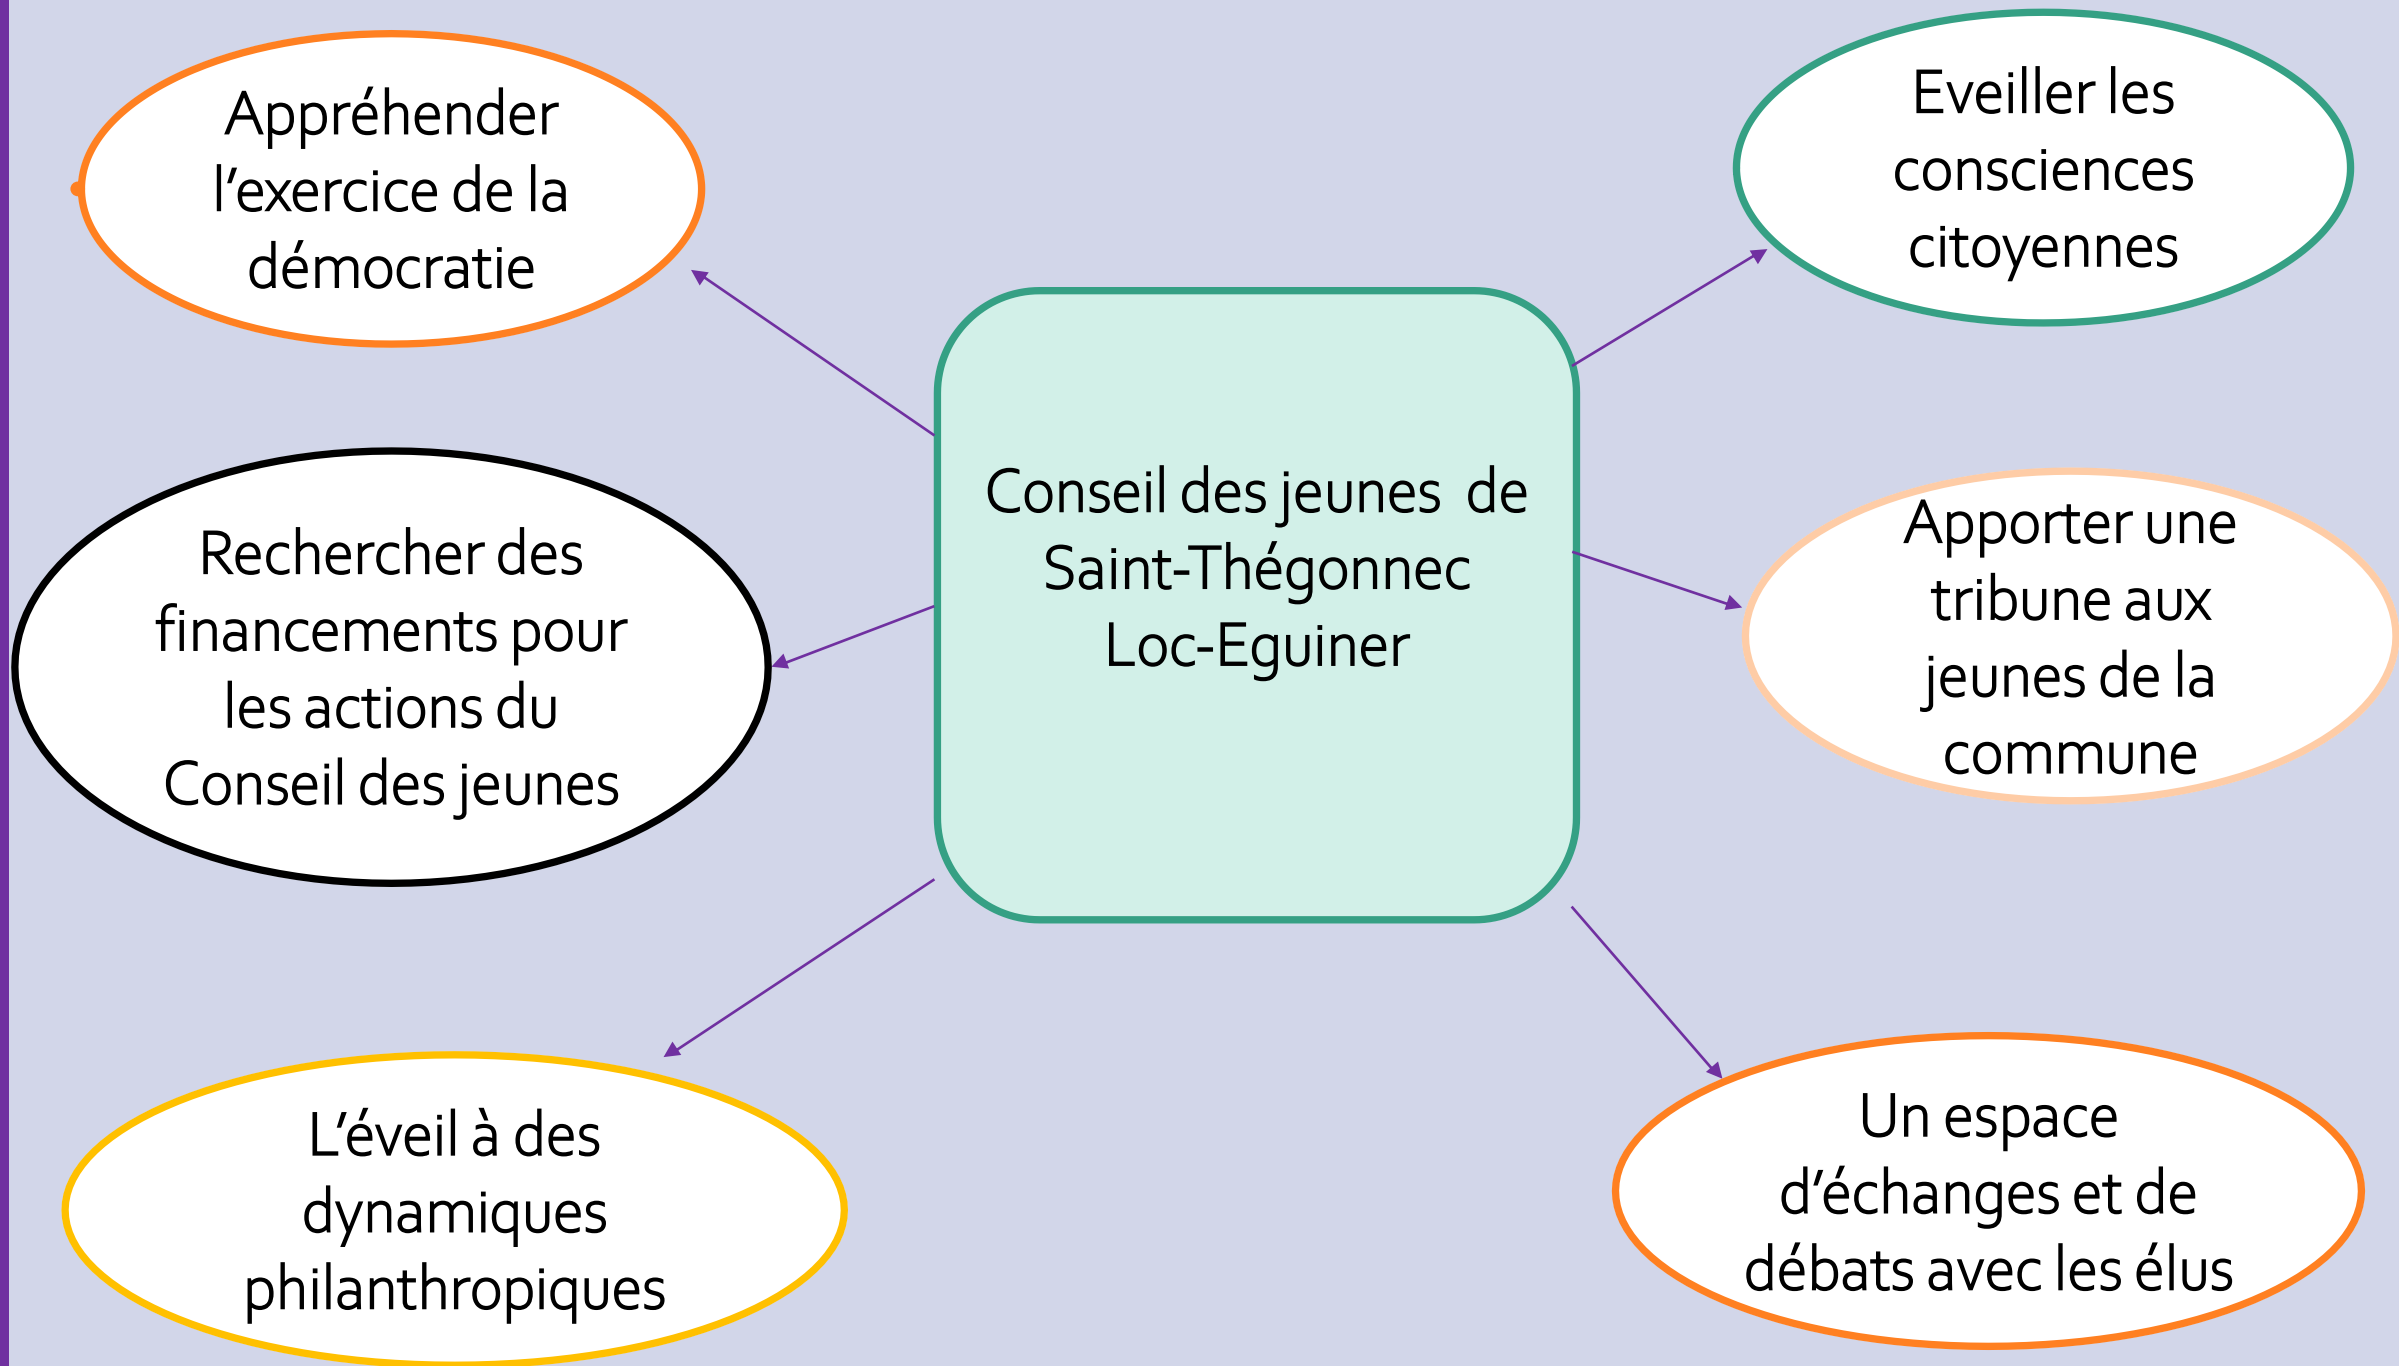 Appréhender
l’exercice de la
démocratie
Eveiller les
consciences
citoyennes
Conseil des jeunes  de
Saint-Thégonnec
Loc-Eguiner
Rechercher des
financements pour
les actions du
Conseil des jeunes
Apporter une
tribune aux
jeunes de la
commune
L’éveil à des
dynamiques
philanthropiques
Un espace
d’échanges et de
débats avec les élus